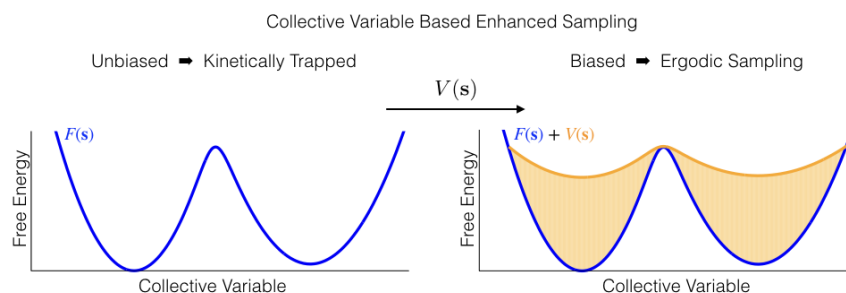 Collective Variable Based Enhanced Sampling
Unbiased ➡ Kinetically Trapped
Biased ➡ Ergodic Sampling
V(s)
F(s)
Free Energy
Collective Variable
F(s) + V(s)
Free Energy
Collective Variable